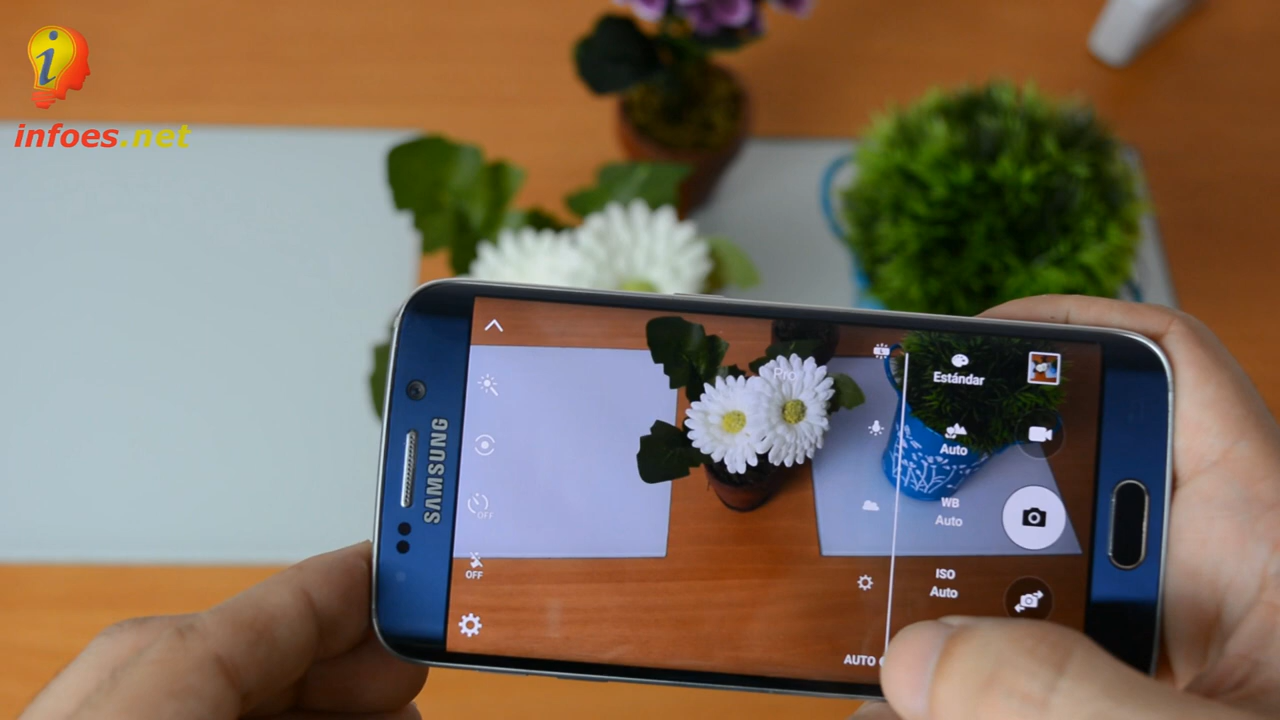 i
infoes.net
SAMSUNG
OFF
OFF
Pro
Estándar
Auto
WB
Auto
ISO
Auto
AUTO